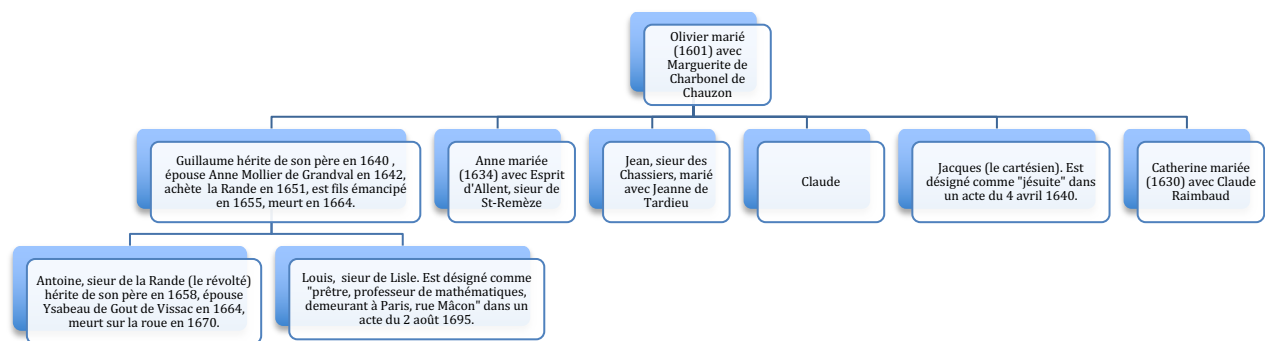 Olivier marié
(1601) avec
Marguerite de
Charbonel de
Chauzon
Guillaume hérite de son père en 1640 ,
épouse Anne Mollier de Grandval en 1642,
achète la Rande en 1651, est fils émancipé
en 1655, meurt en 1664.
Anne mariée
(1634) avec Esprit
d'Allent, sieur de
St-Remèze
Jean, sieur des
Chassiers, marié
avec Jeanne de
Tardieu
Claude
Jacques (le cartésien). Est
désigné comme "jésuite" dans
un acte du 4 avril 1640.
Catherine mariée
(1630) avec Claude
Raimbaud
Antoine, sieur de la Rande (le révolté)
hérite de son père en 1658, épouse
Ysabeau de Gout de Vissac en 1664,
meurt sur la roue en 1670.
Louis, sieur de Lisle. Est désigné comme
"prêtre, professeur de mathématiques,
demeurant à Paris, rue Mâcon" dans un
acte du 2 août 1695.